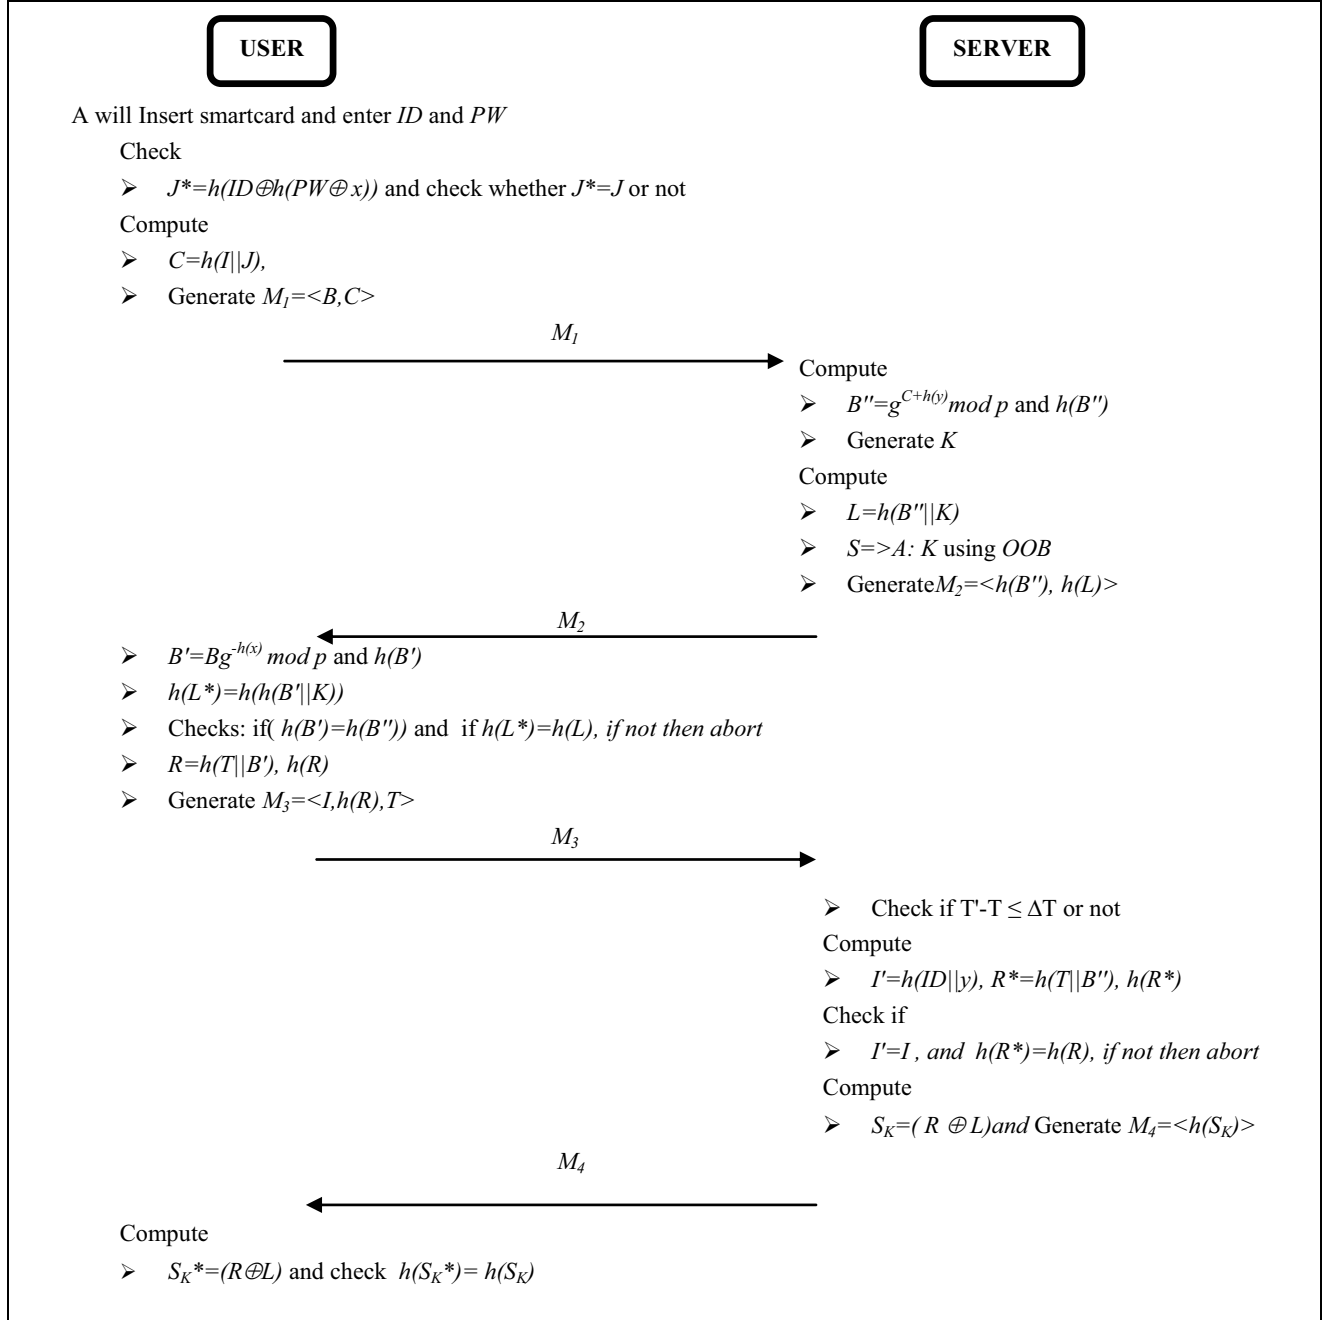 USER
SERVER
A will Insert smartcard and enter ID and PW
Check
➢ J*=h(ID⊕h(PW⊕x)) and check whether J*=J or not
Compute
➢ C=h(I||J),
➢ Generate M1=<B,C>
M1
Compute
➢ B''=g^C+h(y) mod p and h(B'')
➢ Generate K
Compute
➢ L=h(B''||K)
➢ S=>A: K using OOB
➢ GenerateM2=<h(B''), h(L)>
M2
➢ B'=Bg^-h(x) mod p and h(B')
➢ h(L*)=h(h(B'||K))
➢ Checks: if( h(B')=h(B'')) and if h(L*)=h(L), if not then abort
➢ R=h(T||B'), h(R)
➢ Generate M3=<I,h(R),T>
M3
➢ Check if T'-T ≤ ΔT or not
Compute
➢ I'=h(ID||y), R*=h(T||B''), h(R*)
Check if
➢ I'=I , and h(R*)=h(R), if not then abort
Compute
➢ SK=( R ⊕ L)and Generate M4=<h(SK)>
M4
Compute
➢ SK*=(R⊕L) and check h(SK*)= h(SK)